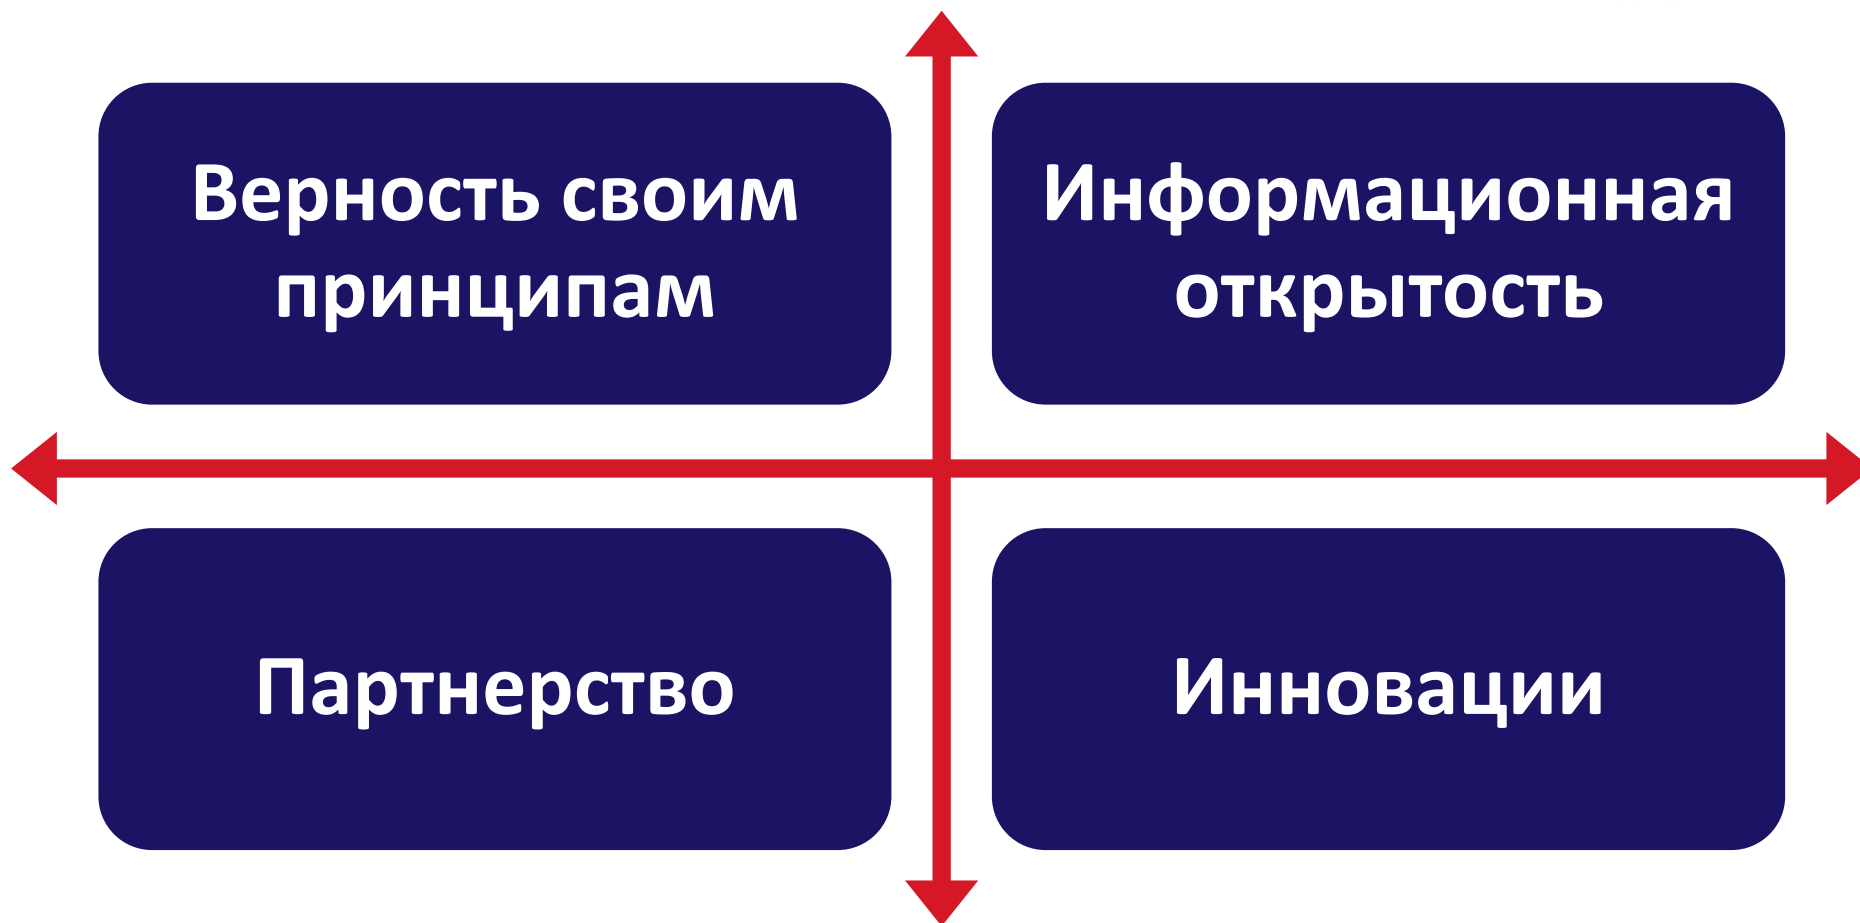 Верность своим
принципам
Информационная
открытость
Партнерство
Инновации